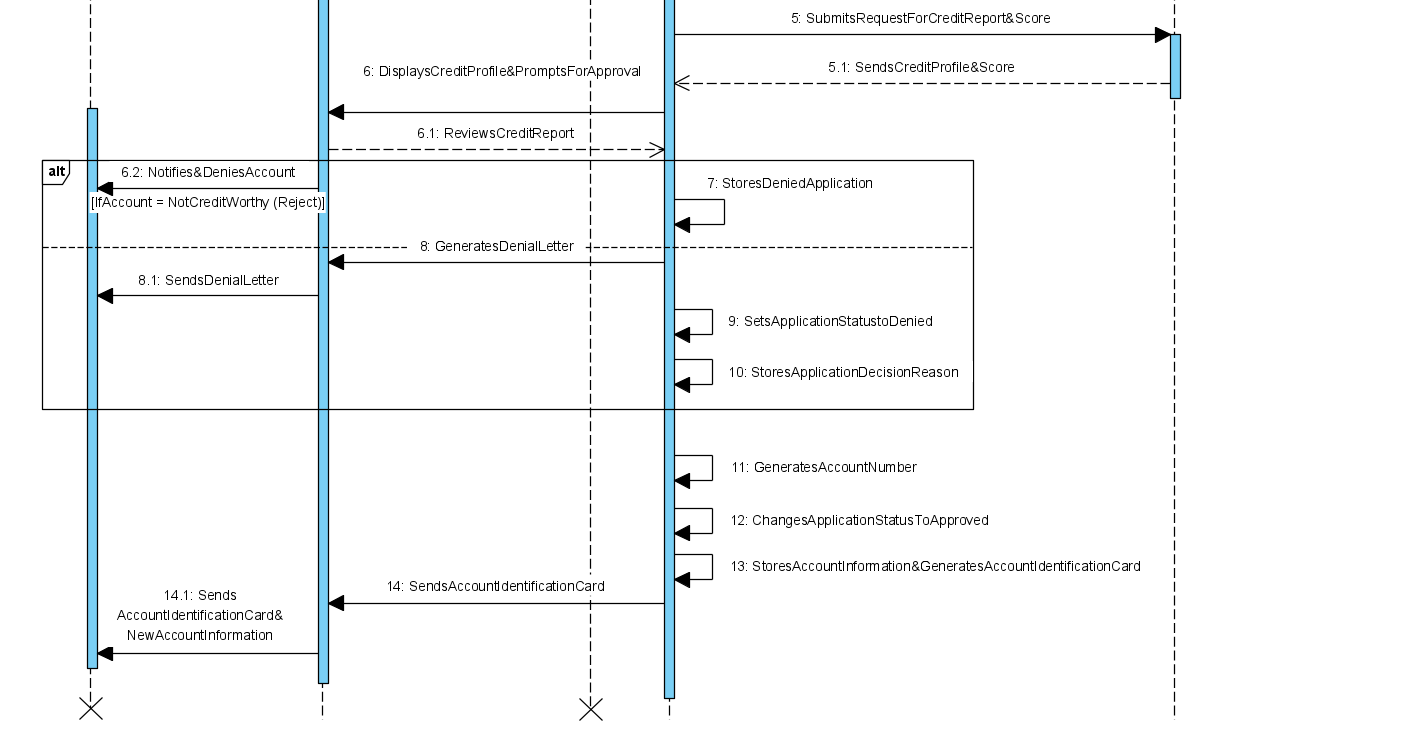 5: SubmitsRequestForCreditReport&Score
5.1: SendsCreditProfile&Score
6: DisplaysCreditProfile&PromptsForApproval
6.1: ReviewsCreditReport
alt
6.2: Notifies&DeniesAccount
[IfAccount = NotCreditWorthy (Reject)]
7: StoresDeniedApplication
8: GeneratesDenialLetter
8.1: SendsDenialLetter
9: SetsApplicationStatustoDenied
10: StoresApplicationDecisionReason
11: GeneratesAccountNumber
12: ChangesApplicationStatusToApproved
13: StoresAccountInformation&GeneratesAccountIdentificationCard
14: SendsAccountIdentificationCard
14.1: Sends
AccountIdentificationCard&
NewAccountInformation